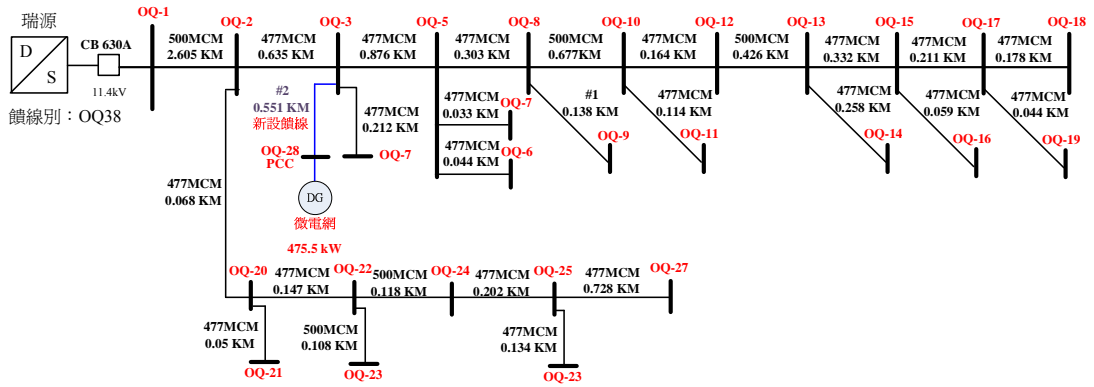 瑞源
D
S
CB 630A
11.4kV
饋線別：OQ38
OQ-1
500MCM
2.605 KM
OQ-2
477MCM
0.635 KM
OQ-3
477MCM
0.876 KM
OQ-5
477MCM
0.303 KM
OQ-8
500MCM
0.677KM
OQ-10
477MCM
0.164 KM
OQ-12
500MCM
0.426 KM
OQ-13
477MCM
0.332 KM
OQ-15
477MCM
0.211 KM
OQ-17
477MCM
0.178 KM
OQ-18
#2
0.551 KM
新設饋線
OQ-28
PCC
DG
微電網
475.5 kW
477MCM
0.212 KM
OQ-7
477MCM
0.033 KM
OQ-7
477MCM
0.044 KM
OQ-6
#1
0.138 KM
OQ-9
477MCM
0.114 KM
OQ-11
477MCM
0.258 KM
OQ-14
477MCM
0.059 KM
OQ-16
477MCM
0.044 KM
OQ-19
477MCM
0.068 KM
OQ-20
477MCM
0.147 KM
OQ-22
500MCM
0.118 KM
OQ-24
477MCM
0.202 KM
OQ-25
477MCM
0.728 KM
OQ-27
477MCM
0.05 KM
OQ-21
500MCM
0.108 KM
OQ-23
477MCM
0.134 KM
OQ-23